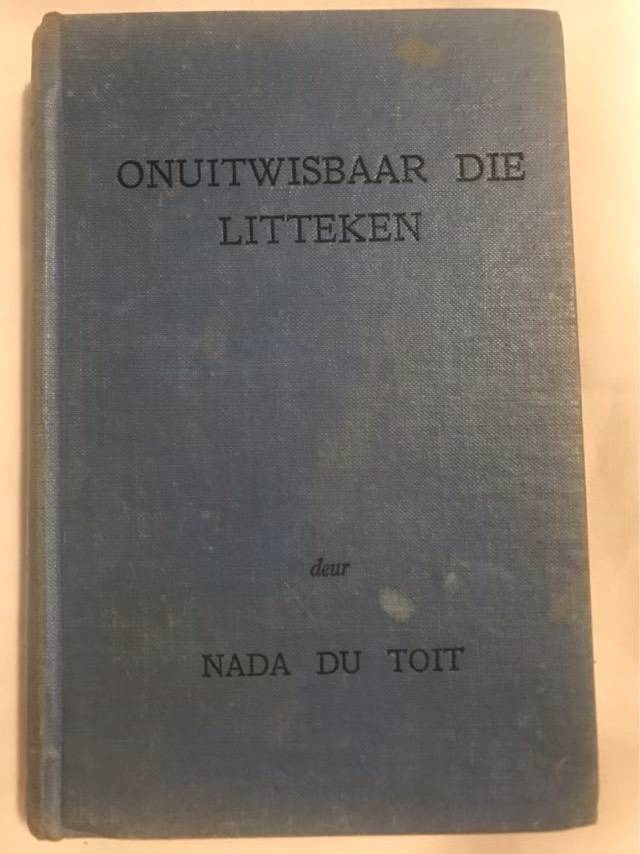 ONUITWISBAAR DIE
LITTEKEN
deur
NADA DU TOIT